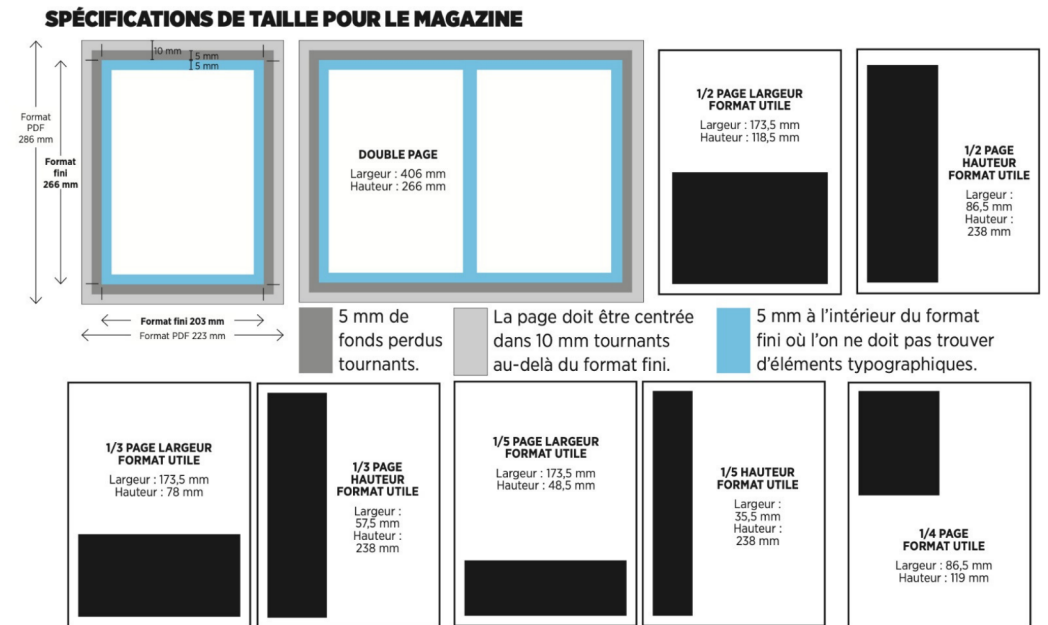 SPÉCIFICATIONS DE TAILLE POUR LE MAGAZINE
10 mm
5 mm
5 mm
Format
PDF
286 mm
Format
fini
266 mm
Format fini 203 mm
Format PDF 223 mm
DOUBLE PAGE
Largeur : 406 mm
Hauteur : 266 mm
1/2 PAGE LARGEUR
FORMAT UTILE
Largeur : 173,5 mm
Hauteur : 118,5 mm
1/2 PAGE
HAUTEUR
FORMAT UTILE
Largeur :
86,5 mm
Hauteur :
238 mm
5 mm de
fonds perdus
tournants.
La page doit être centrée
dans 10 mm tournants
au-delà du format fini.
5 mm à l’intérieur du format
fini où l’on ne doit pas trouver
d’éléments typographiques.
1/3 PAGE LARGEUR
FORMAT UTILE
Largeur : 173,5 mm
Hauteur : 78 mm
1/3 PAGE
HAUTEUR
FORMAT UTILE
Largeur :
57,5 mm
Hauteur :
238 mm
1/5 PAGE LARGEUR
FORMAT UTILE
Largeur : 173,5 mm
Hauteur : 48,5 mm
1/5 HAUTEUR
FORMAT UTILE
Largeur :
35,5 mm
Hauteur :
238 mm
1/4 PAGE
FORMAT UTILE
Largeur : 86,5 mm
Hauteur : 119 mm